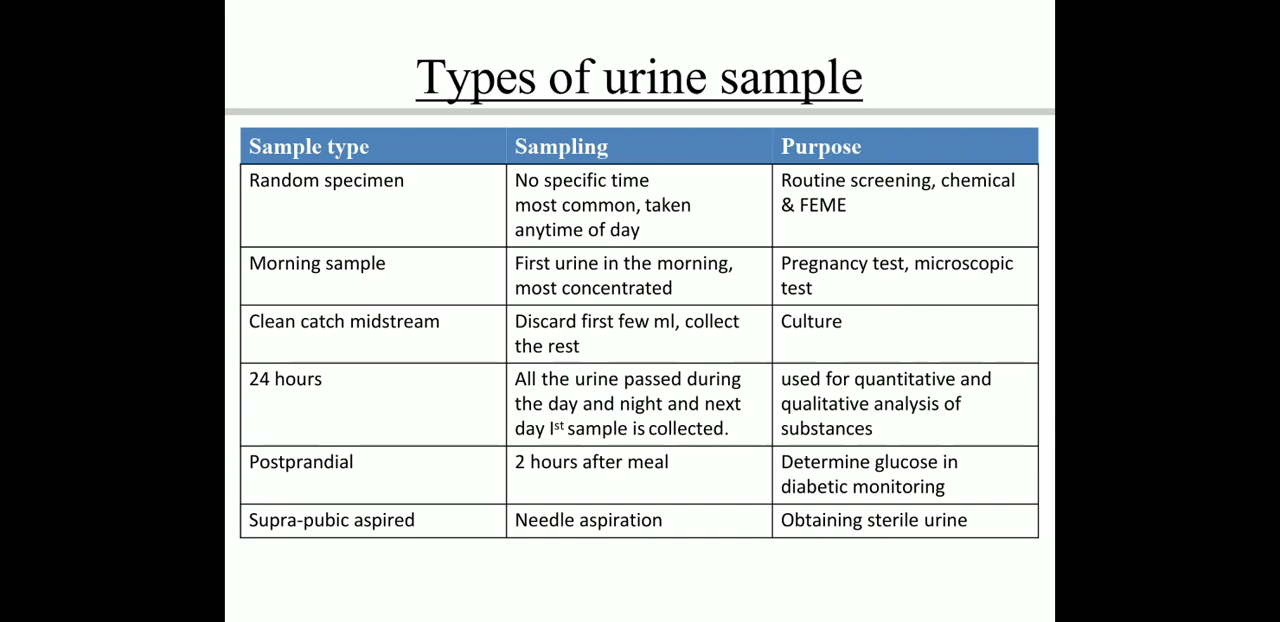 Types of urine sample
Sample type
Sampling
Purpose
Random specimen
No specific time
most common, taken
anytime of day
Routine screening, chemical
& FEME
Morning sample
First urine in the morning,
most concentrated
Pregnancy test, microscopic
test
Clean catch midstream
Discard first few ml, collect
the rest
Culture
24 hours
All the urine passed during
the day and night and next
day Ist sample is collected.
used for quantitative and
qualitative analysis of
substances
Postprandial
2 hours after meal
Determine glucose in
diabetic monitoring
Supra-pubic aspired
Needle aspiration
Obtaining sterile urine